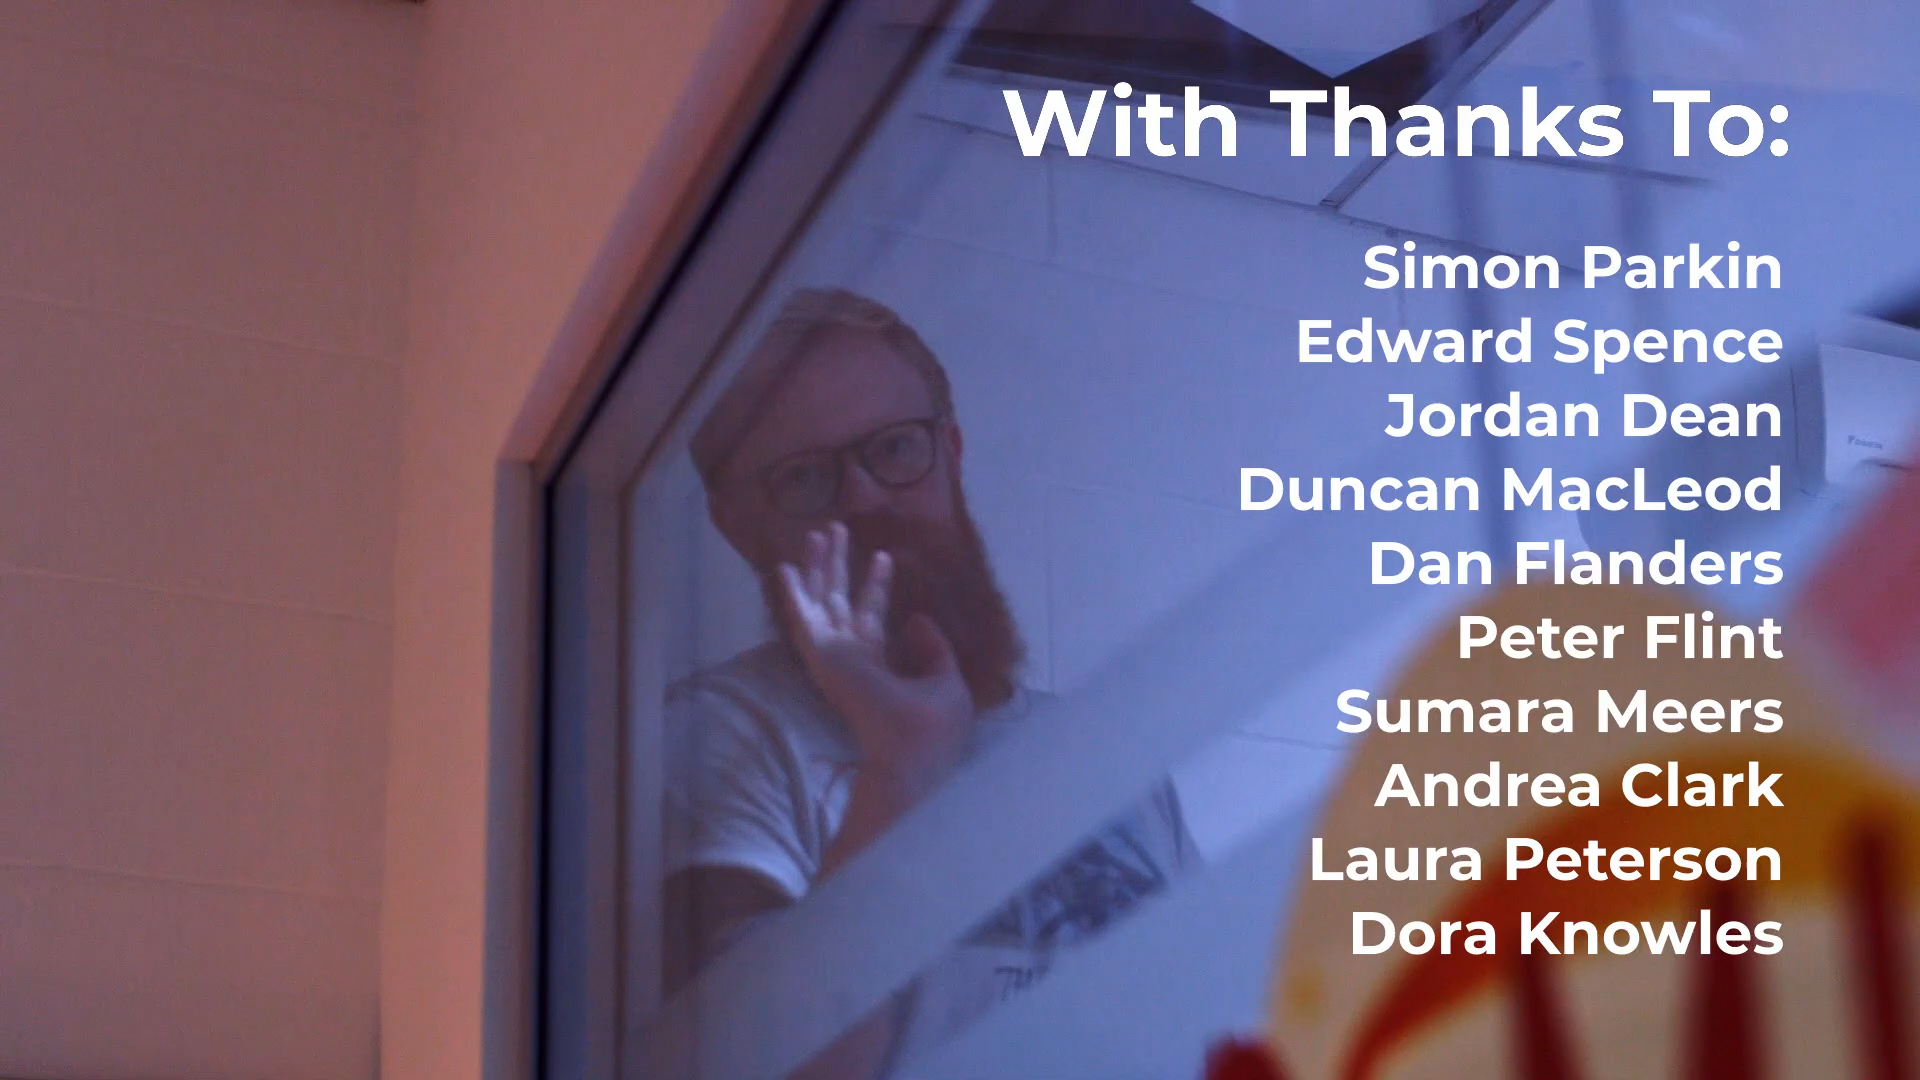 With Thanks To:
Simon Parkin
Edward Spence
Jordan Dean
Duncan MacLeod
Dan Flanders
Peter Flint
Sumara Meers
Andrea Clark
Laura Peterson
Dora Knowles